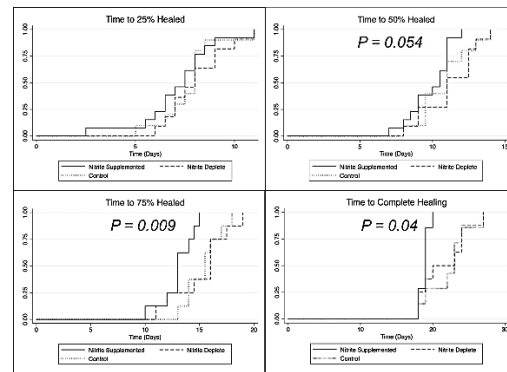 Time to 25% Healed
1.00
0.75
0.50
0.25
0.00
0 5 10
Time (Days)
Nitrite Supplemented Nitrite Deplete
Control
Time to 50% Healed
P = 0.054
1.00
0.75
0.50
0.25
0.00
0 5 10 15
Time (Days)
Nitrite Supplemented Nitrite Deplete
Control
Time to 75% Healed
P = 0.009
1.00
0.75
0.50
0.25
0.00
0 5 10 15 20
Time (Days)
Nitrite Supplemented Nitrite Deplete
Control
Time to Complete Healing
P = 0.04
1.00
0.75
0.50
0.25
0.00
0 10 20 30
Time (Days)
Nitrite Supplemented Nitrite Deplete
Control